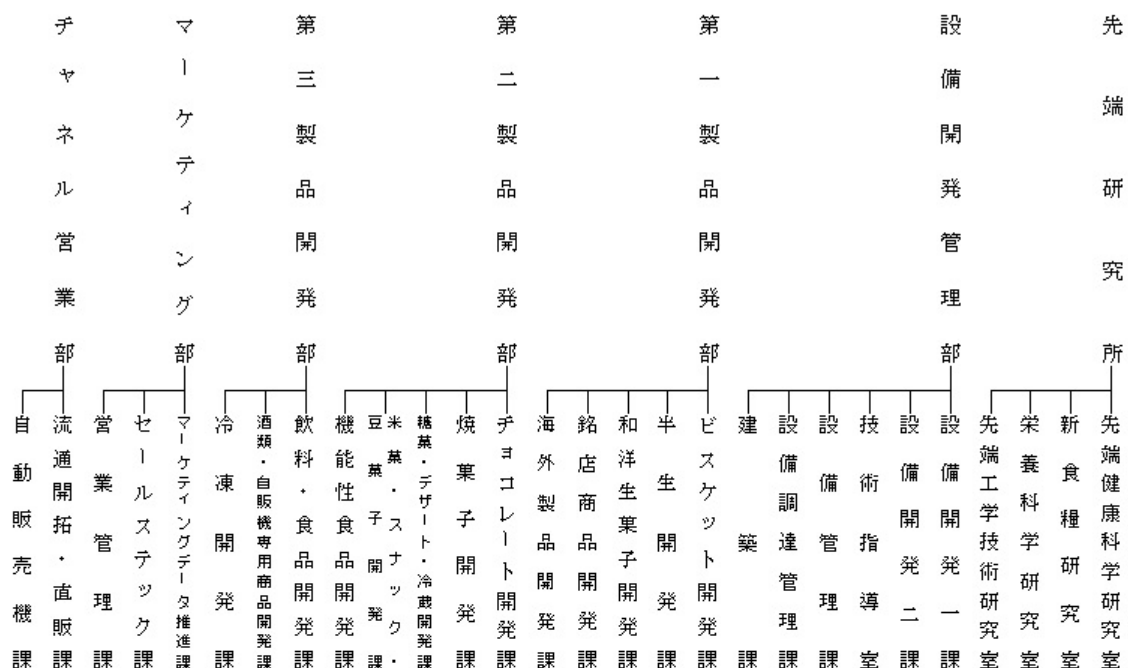 先端研究所
先端健康科学研究室
新食糧研究室
栄養科学研究室
先端工学技術研究室
設備開発管理部
設備開発一課
設備開発二課
技術指導室
設備管理課
設備調達管理課
建築課
第一製品開発部
ビスケット開発課
半生開発課
和洋生菓子開発課
銘店商品開発課
海外製品開発課
第二製品開発部
チョコレート開発課
焼菓子開発課
糖菓・デザート・冷蔵開発課
米菓・スナック・
豆菓子開発課
機能性食品開発課
第三製品開発部
飲料・食品開発課
酒類・自販機専用商品開発課
冷凍開発課
マーケティング部
マーケティングデータ推進課
セールステック課
営業管理課
チャネル営業部
流通開拓・直販課
自動販売機課